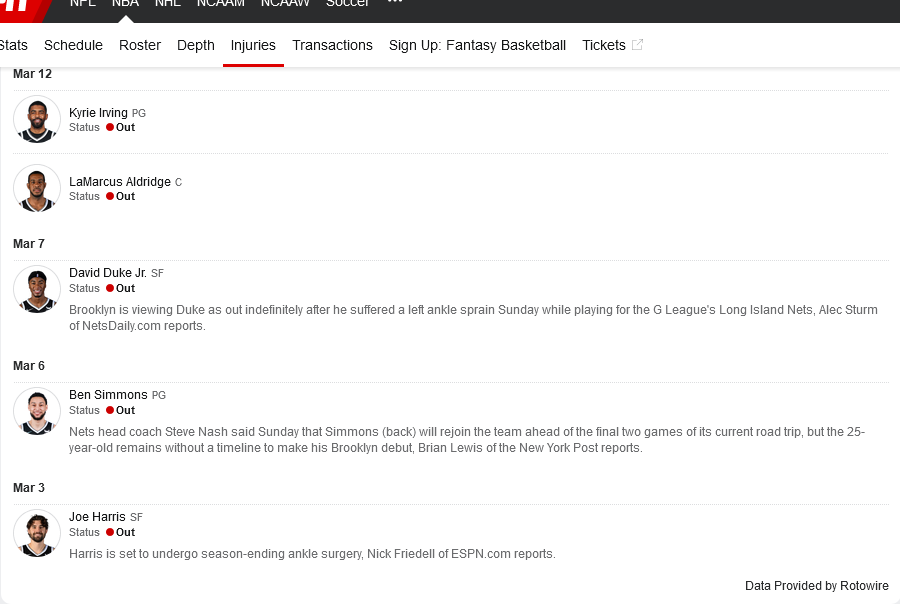 NFL NBA NHL NCAAM NCAAW Soccer ...
Stats Schedule Roster Depth Injuries Transactions Sign Up: Fantasy Basketball Tickets
Mar 12
Kyrie Irving PG
Status Out
LaMarcus Aldridge C
Status Out
Mar 7
David Duke Jr. SF
Status Out
Brooklyn is viewing Duke as out indefinitely after he suffered a left ankle sprain Sunday while playing for the G League's Long Island Nets, Alec Sturm
of NetsDaily.com reports.
Mar 6
Ben Simmons PG
Status Out
Nets head coach Steve Nash said Sunday that Simmons (back) will rejoin the team ahead of the final two games of its current road trip, but the 25-
year-old remains without a timeline to make his Brooklyn debut, Brian Lewis of the New York Post reports.
Mar 3
Joe Harris SF
Status Out
Harris is set to undergo season-ending ankle surgery, Nick Friedell of ESPN.com reports.
Data Provided by Rotowire